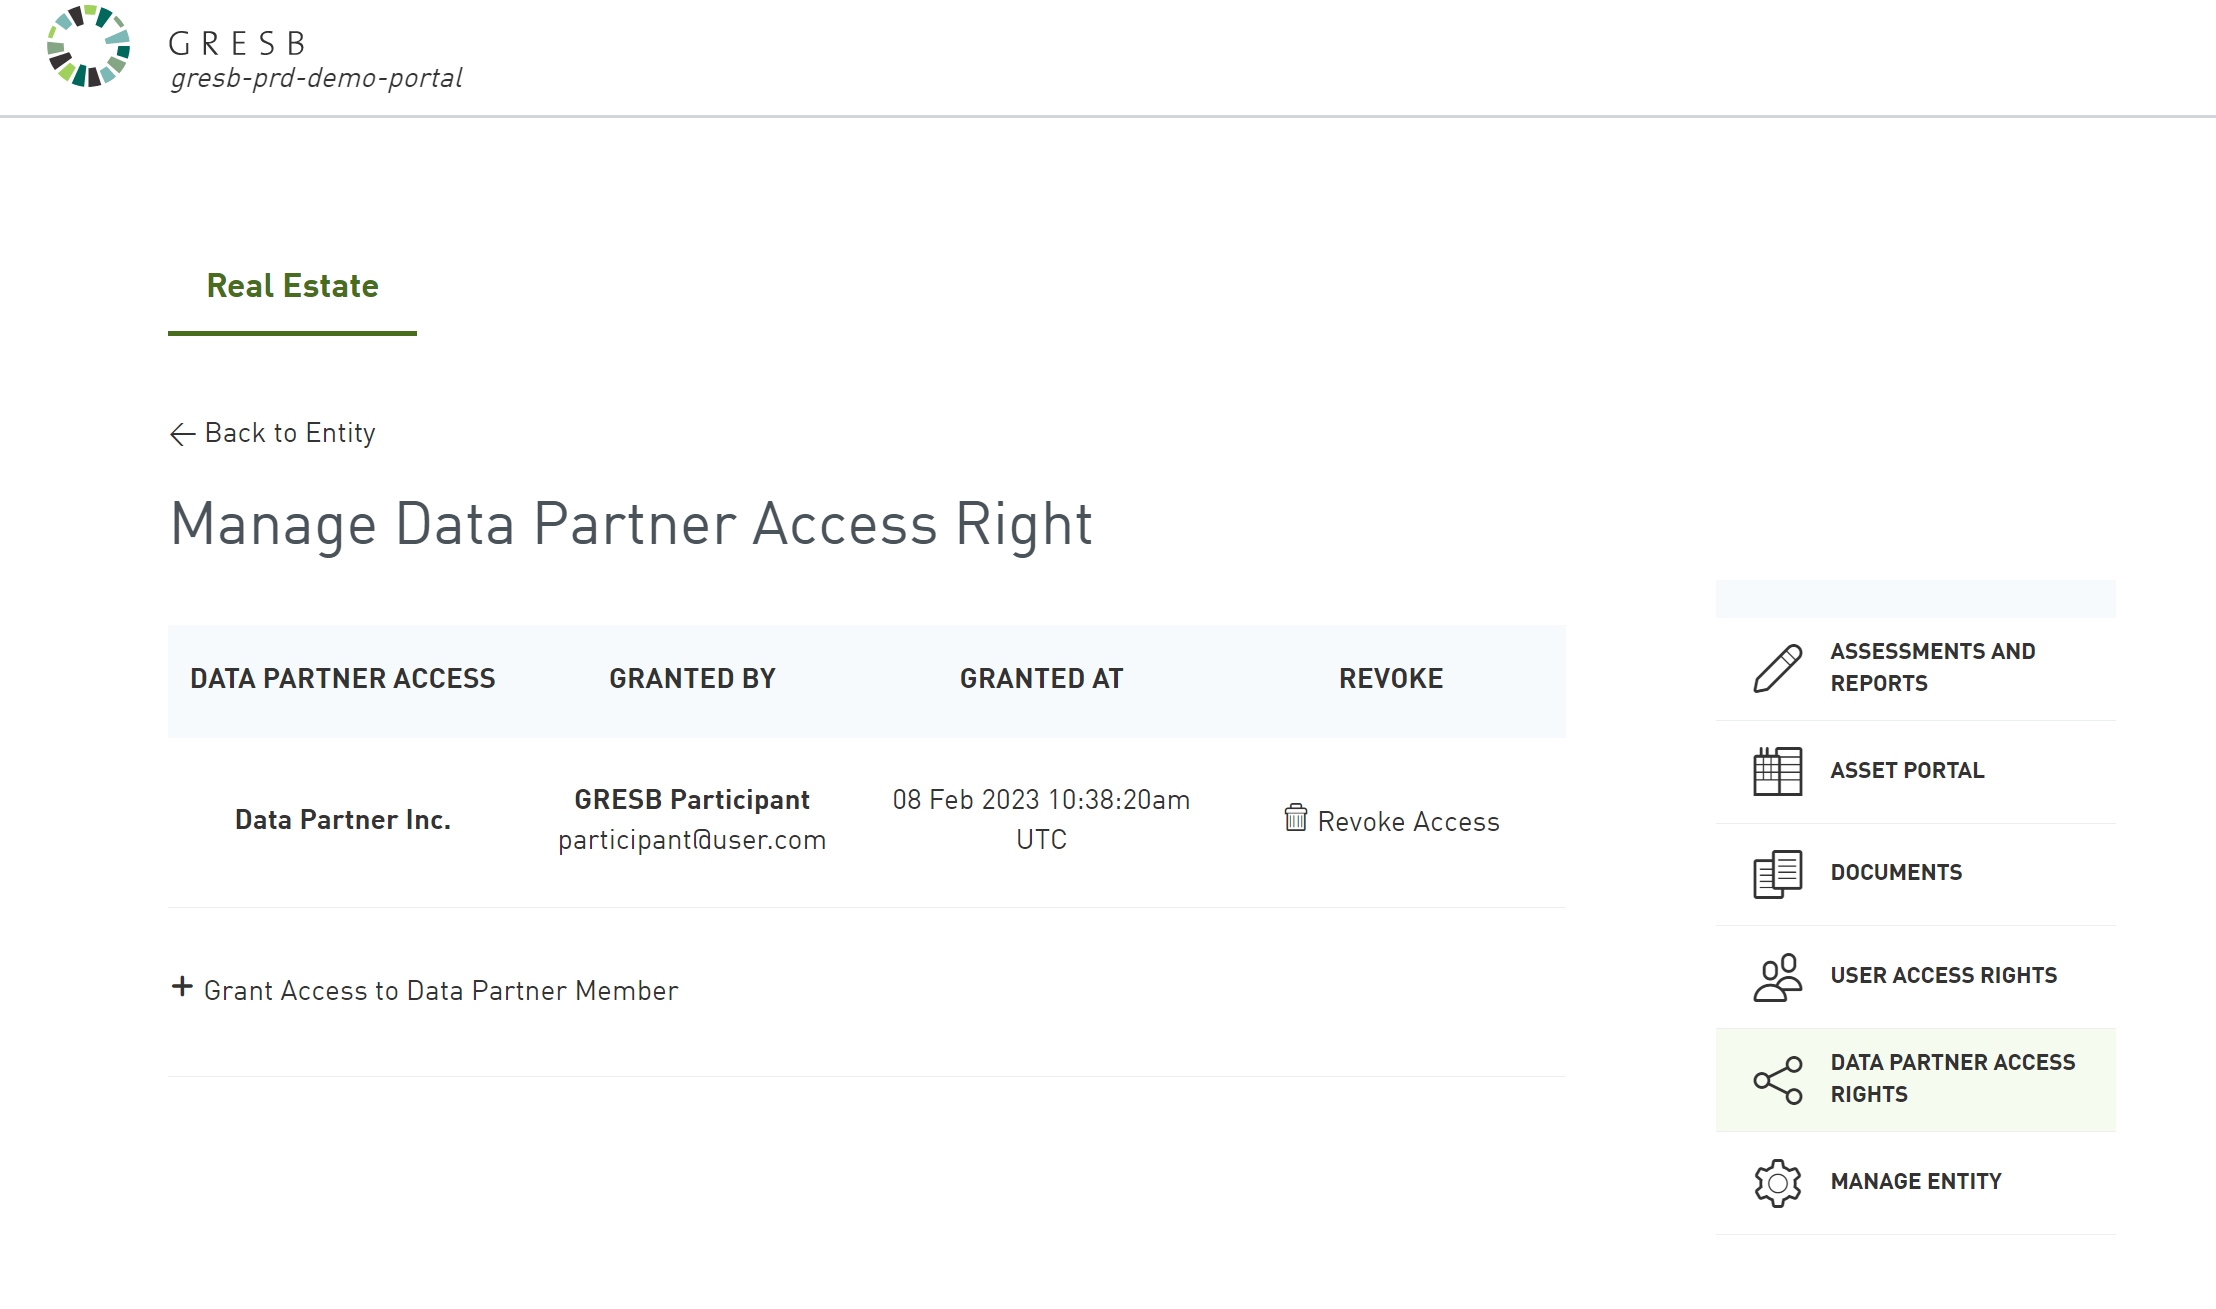 GRESB
gresb-prd-demo-portal
Real Estate
Back to Entity
Manage Data Partner Access Right
DATA PARTNER ACCESS GRANTED BY GRANTED AT REVOKE
Data Partner Inc.
GRESB Participant
participant@user.com
08 Feb 2023 10:38:20am
UTC
Revoke Access
+ Grant Access to Data Partner Member
ASSESSMENTS AND
REPORTS
ASSET PORTAL
DOCUMENTS
USER ACCESS RIGHTS
DATA PARTNER ACCESS
RIGHTS
MANAGE ENTITY